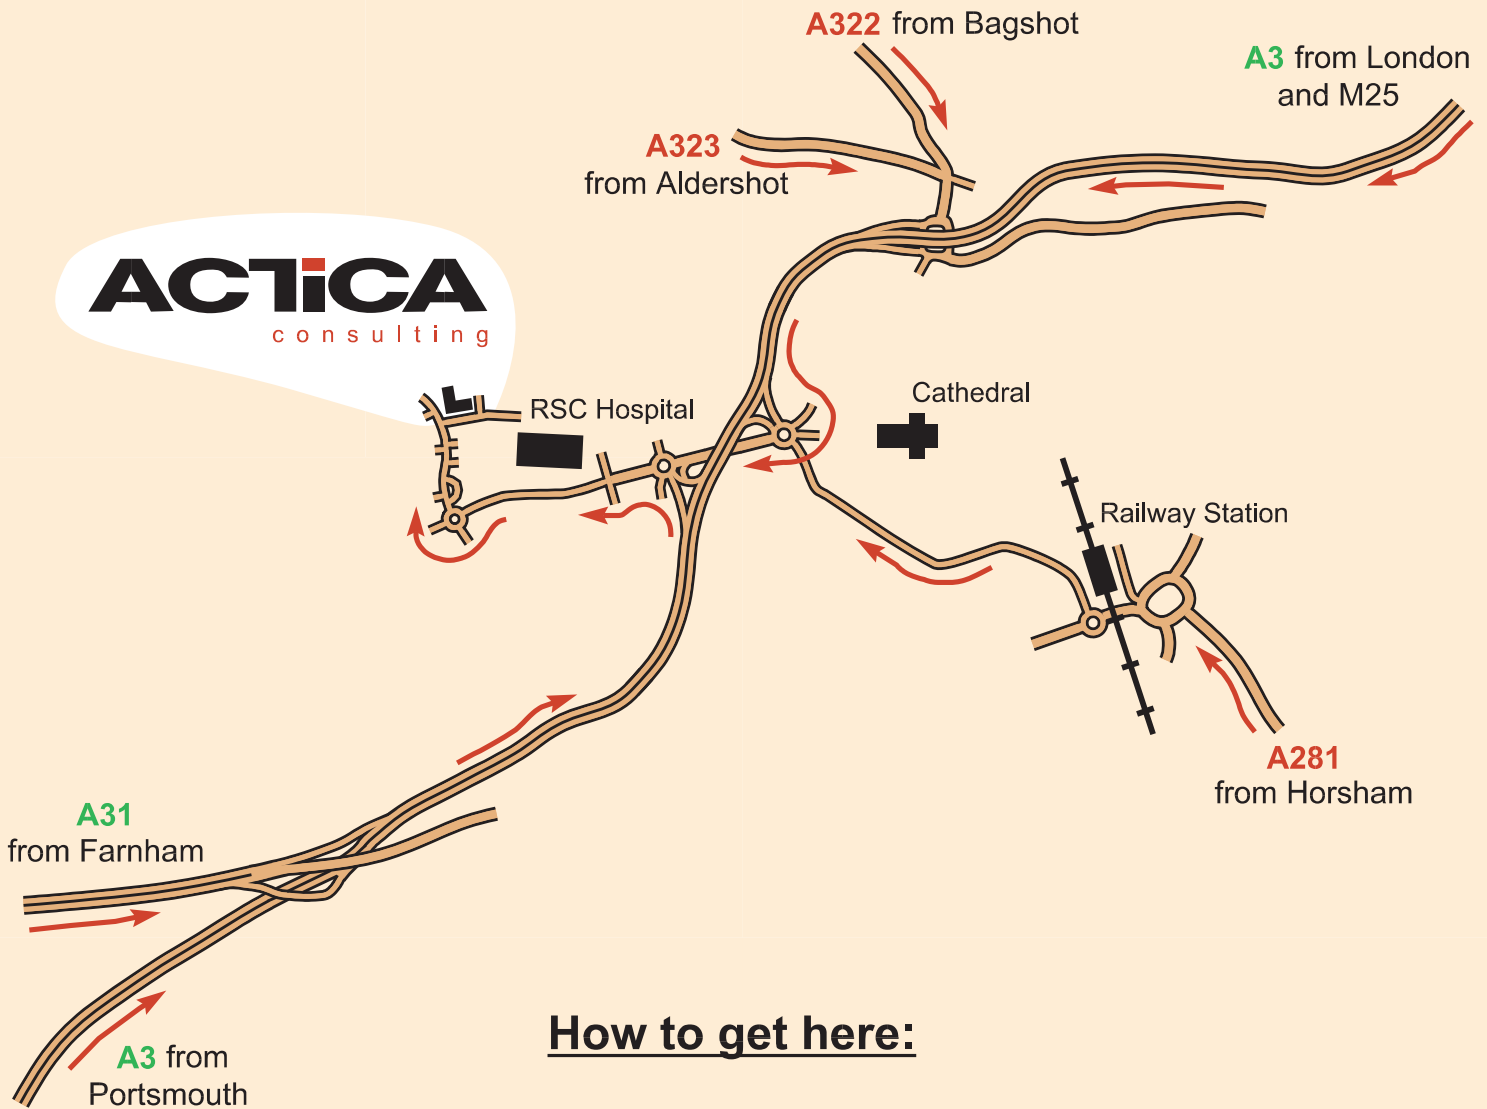 A322 from Bagshot
A3 from London
and M25
A323
from Aldershot
ACTiCA
consulting
Cathedral
RSC Hospital
Railway Station
A281
from Horsham
A31
from Farnham
How to get here:
A3 from
Portsmouth